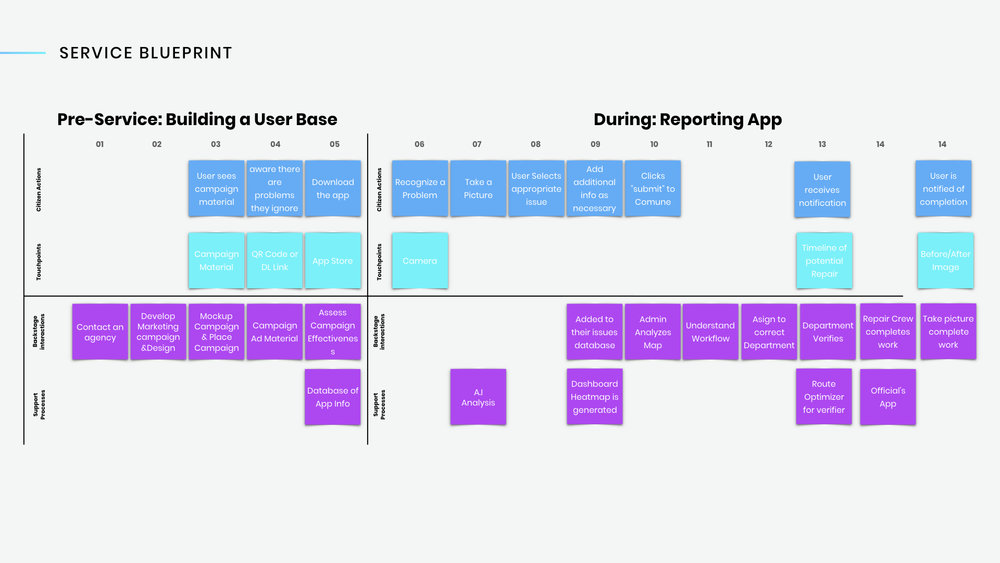 SERVICE BLUEPRINT
Pre-Service: Building a User Base
During: Reporting App
01 02 03 04 05
06 07 08 09 10 11 12 13 14 14
Citizen Actions
User sees
campaign
material
aware there
are
problems
they ignore
Download
the app
Citizen Actions
Recognize a
Problem
Take a
Picture
User Selects
appropriate
issue
Add
additional
info as
necessary
Clicks
"submit" to
Comune
User
receives
notification
User is
notified of
completion
Touchpoints
Campaign
Material
QR Code or
DL Link
App Store
Touchpoints
Camera
Timeline of
potential
Repair
Before/After
Image
Backstage
Interactions
Contact an
agency
Develop
Marketing
campaign
&Design
Mockup
Campaign
& Place
Campaign
Campaign
Ad Material
Assess
Campaign
Effectivenes
s
Backstage
Interactions
Added to
their issues
database
Admin
Analyzes
Map
Understand
Workflow
Asign to
correct
Department
Department
Verifies
Repair Crew
completes
work
Take picture
complete
work
Support
Processes
Database of
App Info
Support
Processes
A.I
Analysis
Dashboard
Heatmap is
generated
Route
Optimizer
for verifier
Official's
App